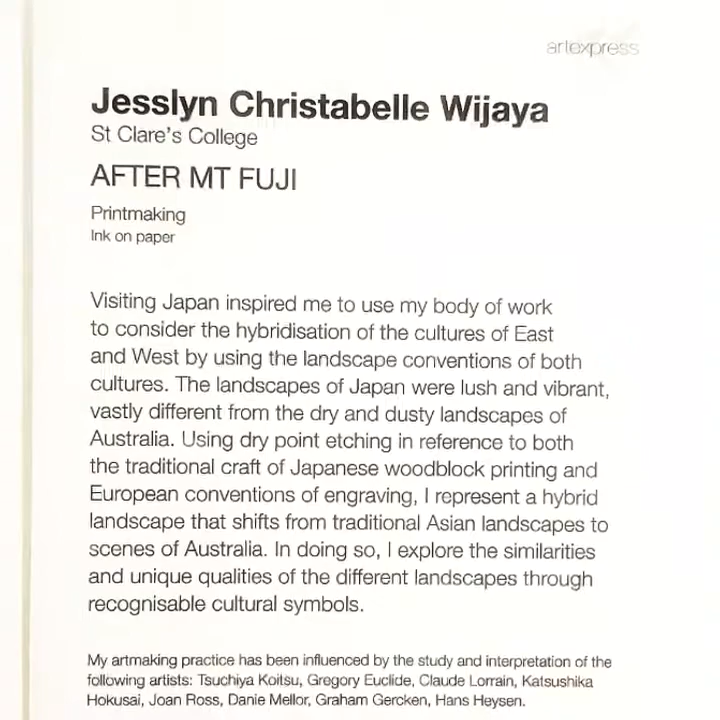 artexpress
Jesslyn Christabelle Wijaya
St Clare's College
AFTER MT FUJI
Printmaking
Ink on paper
Visiting Japan inspired me to use my body of work
to consider the hybridisation of the cultures of East
and West by using the landscape conventions of both
cultures. The landscapes of Japan were lush and vibrant,
vastly different from the dry and dusty landscapes of
Australia. Using dry point etching in reference to both
the traditional craft of Japanese woodblock printing and
European conventions of engraving, I represent a hybrid
landscape that shifts from traditional Asian landscapes to
scenes of Australia. In doing so, I explore the similarities
and unique qualities of the different landscapes through
recognisable cultural symbols.
My artmaking practice has been influenced by the study and interpretation of the
following artists: Tsuchiya Koitsu, Gregory Euclide, Claude Lorrain, Katsushika
Hokusai, Joan Ross, Danie Mellor, Graham Gercken, Hans Heysen.